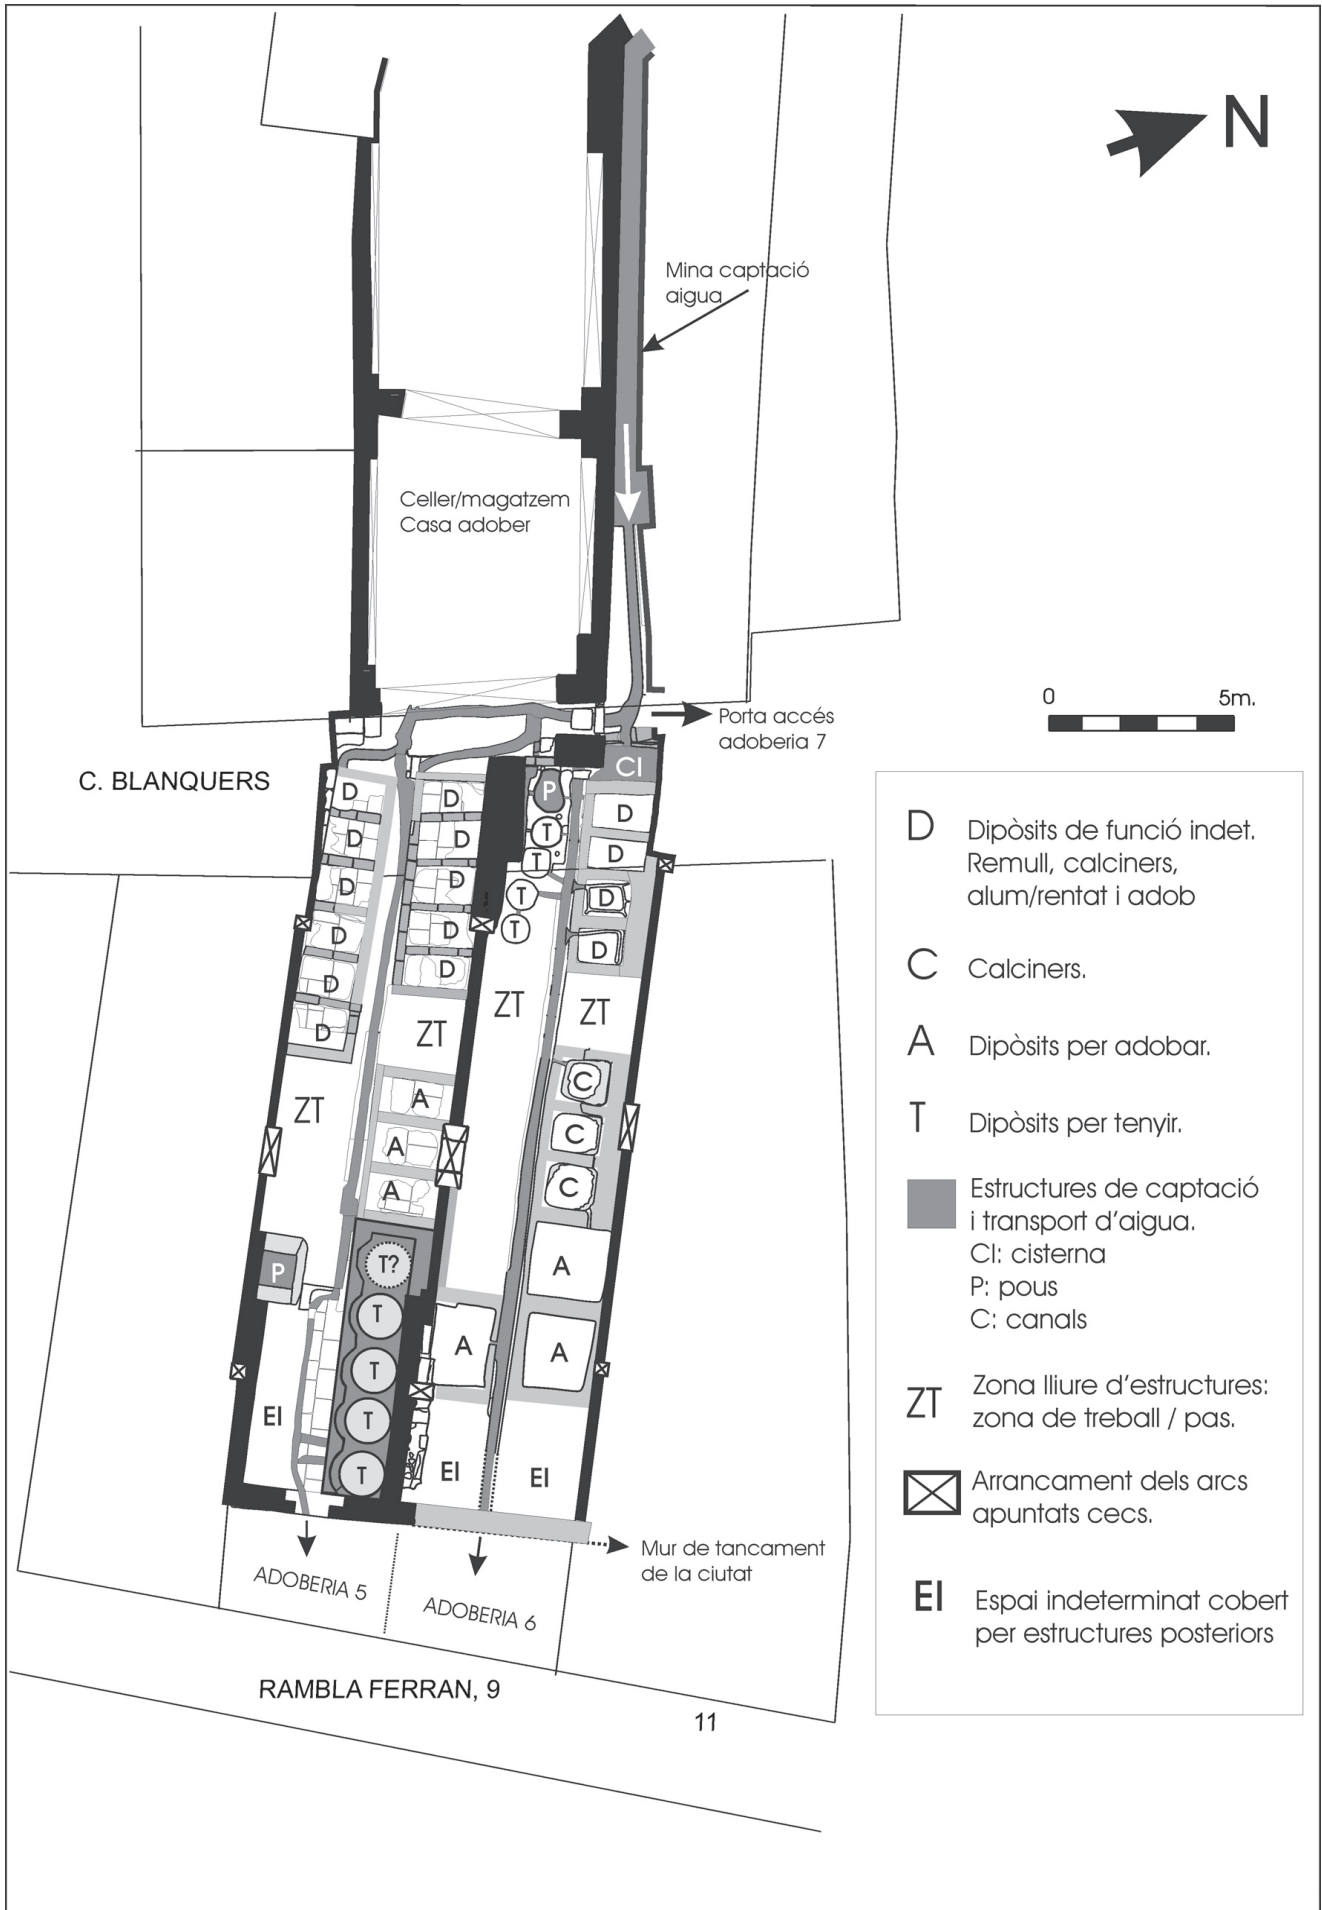 N
Mina captació
aigua
Celler/magatzem
Casa adober
Porta accés
adoberia 7
0 5m.
C. BLANQUERS
CI
P
D
D
D
T
D
D
D
T
D
D
D
T
D
D
D
T
D
D
D
D
ZT
ZT
ZT
D
ZT
C
A
ZT
C
A
C
A
T?
P
A
T
A
A
T
T
EI
EI
EI
T
ADOBERIA 5
ADOBERIA 6
Mur de tancament
de la ciutat
RAMBLA FERRAN, 9
11
D Dipòsits de funció indet.
Remull, calciners,
alum/rentat i adob
C Calciners.
A Dipòsits per adobar.
T Dipòsits per tenyir.
Estructures de captació
i transport d'aigua.
CI: cisterna
P: pous
C: canals
ZT Zona lliure d'estructures:
zona de treball / pas.
Arrancament dels arcs
apuntats cecs.
EI Espai indeterminat cobert
per estructures posteriors